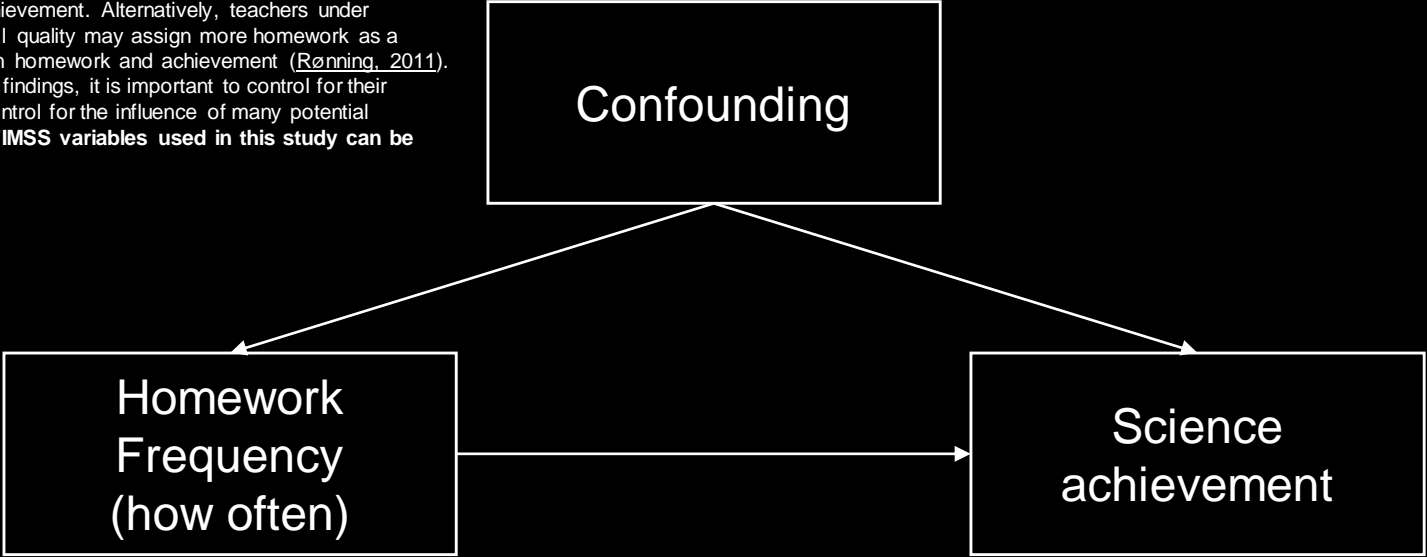 hievement. Alternatively, teachers under
l quality may assign more homework as a
n homework and achievement (Rønning, 2011).
findings, it is important to control for their
ntrol for the influence of many potential
IMSS variables used in this study can be
Confounding
Homework
Frequency
(how often)
Science
achievement